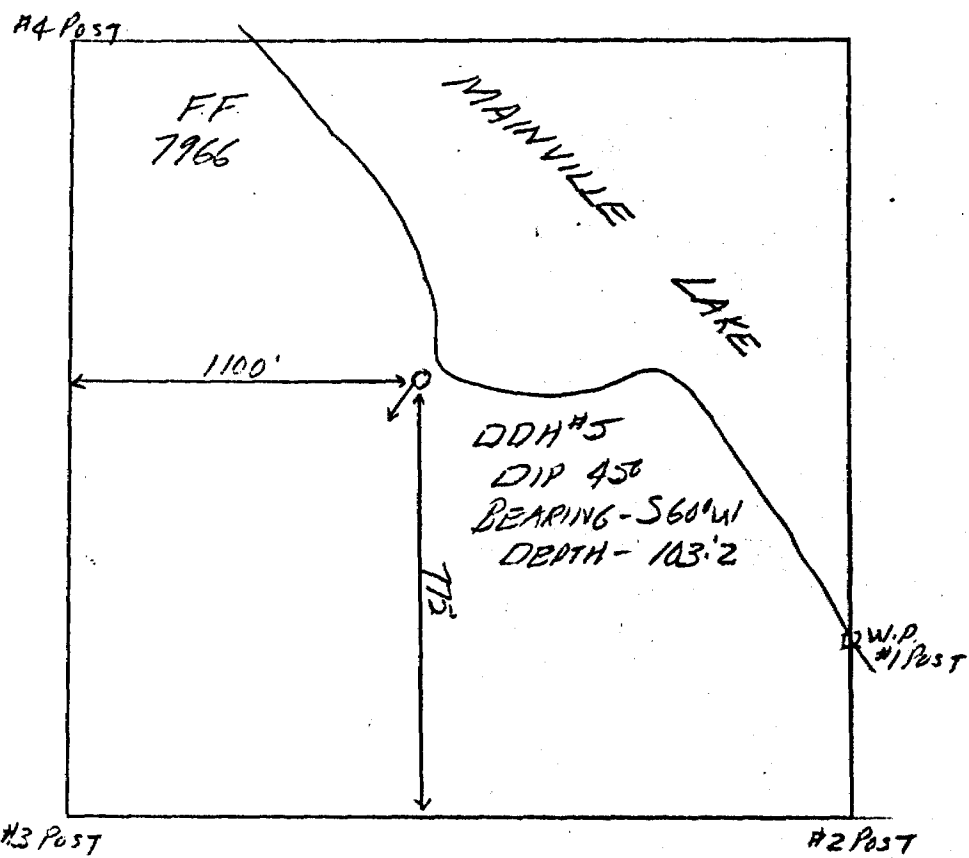 #4 POST
F.F.
7966
MAINVILLE
LAKE
1100'
DDH #5
DIP 45°
BEARING - S60°W
DEPTH - 103.'2
775'
W.P.
#1 POST
#3 POST
#2 POST